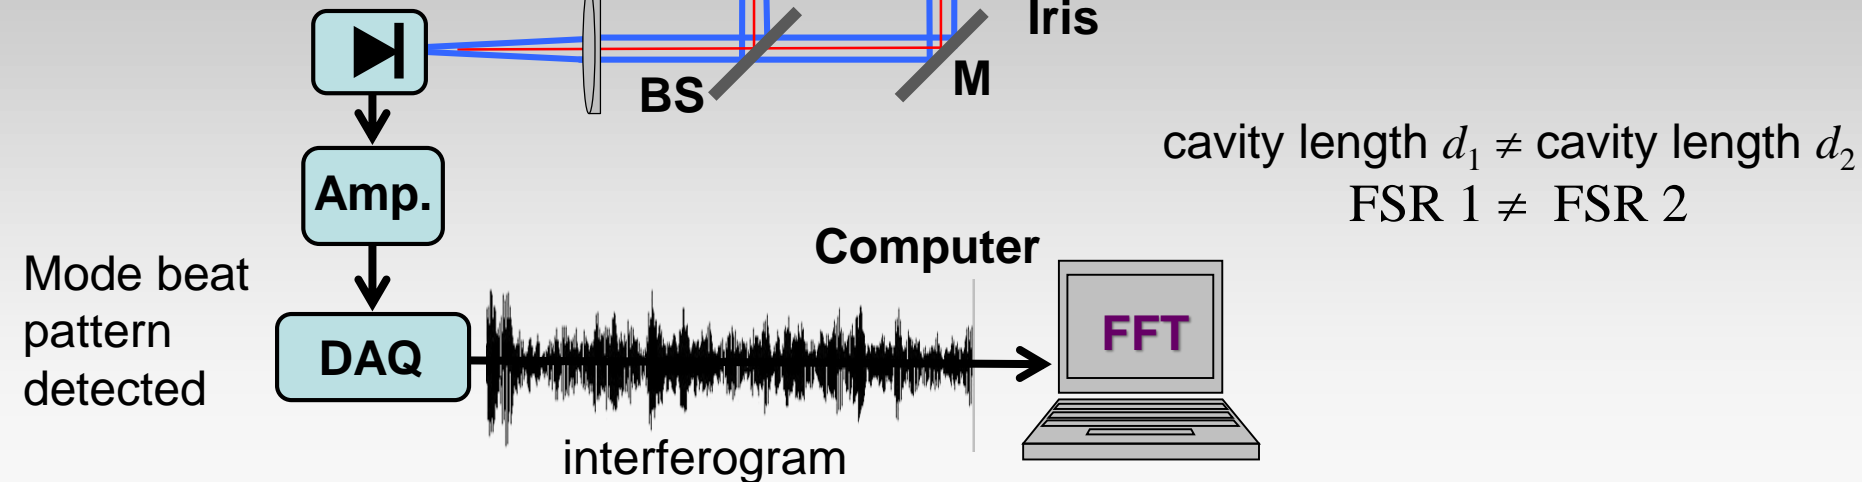 Iris
BS
M
cavity length d₁ ≠ cavity length d₂
FSR 1 ≠ FSR 2
Amp.
Computer
Mode beat
pattern
detected
DAQ
FFT
interferogram